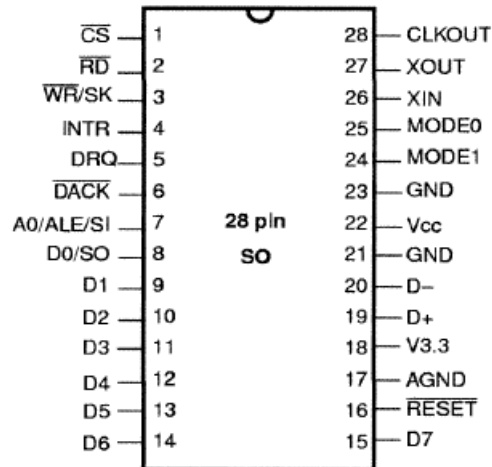 CS 1 28 CLKOUT
RD 2 27 XOUT
WR/SK 3 26 XIN
INTR 4 25 MODE0
DRQ 5 24 MODE1
DACK 6 23 GND
A0/ALE/SI 7 28 pin 22 Vcc
D0/SO 8 SO 21 GND
D1 9 20 D−
D2 10 19 D+
D3 11 18 V3.3
D4 12 17 AGND
D5 13 16 RESET
D6 14 15 D7